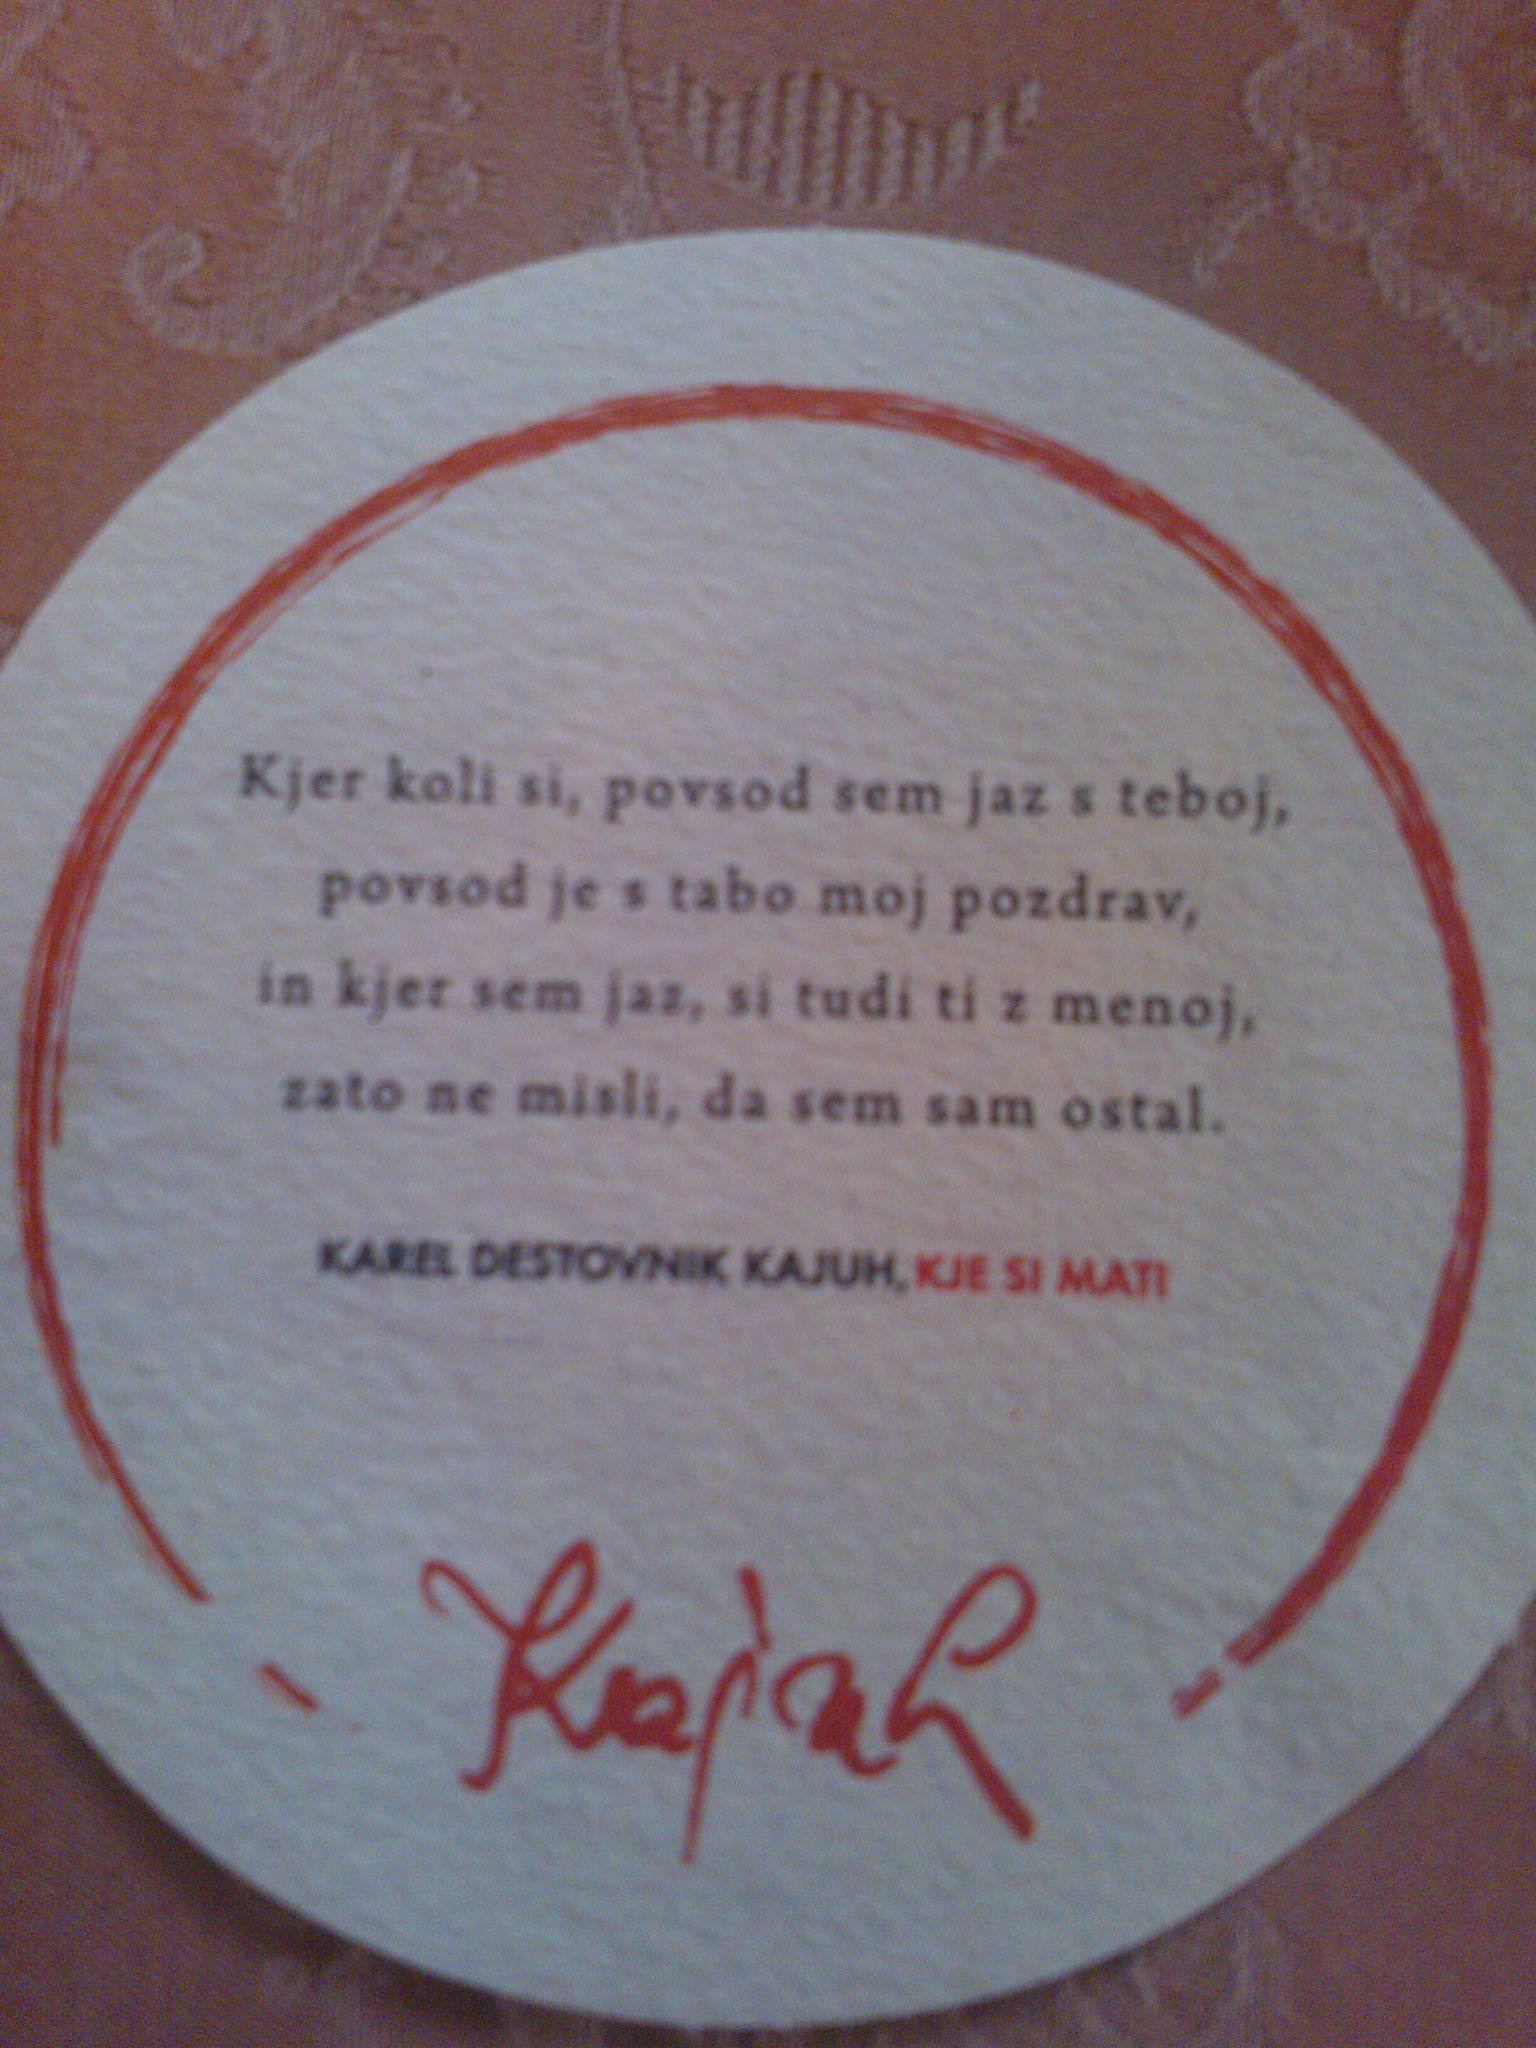 Kjer koli si, povsod sem jaz s teboj,
povsod je s tabo moj pozdrav,
in kjer sem jaz, si tudi ti z menoj,
zato ne misli, da sem sam ostal.
KAREL DESTOVNIK KAJUH, KJE SI MATI
Kajuh